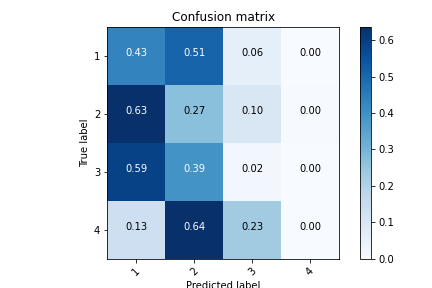 Confusion matrix
1 0.43 0.51 0.06 0.00
2 0.63 0.27 0.10 0.00
3 0.59 0.39 0.02 0.00
4 0.13 0.64 0.23 0.00
True label
1 2 3 4
Predicted label
0.6
0.5
0.4
0.3
0.2
0.1
0.0